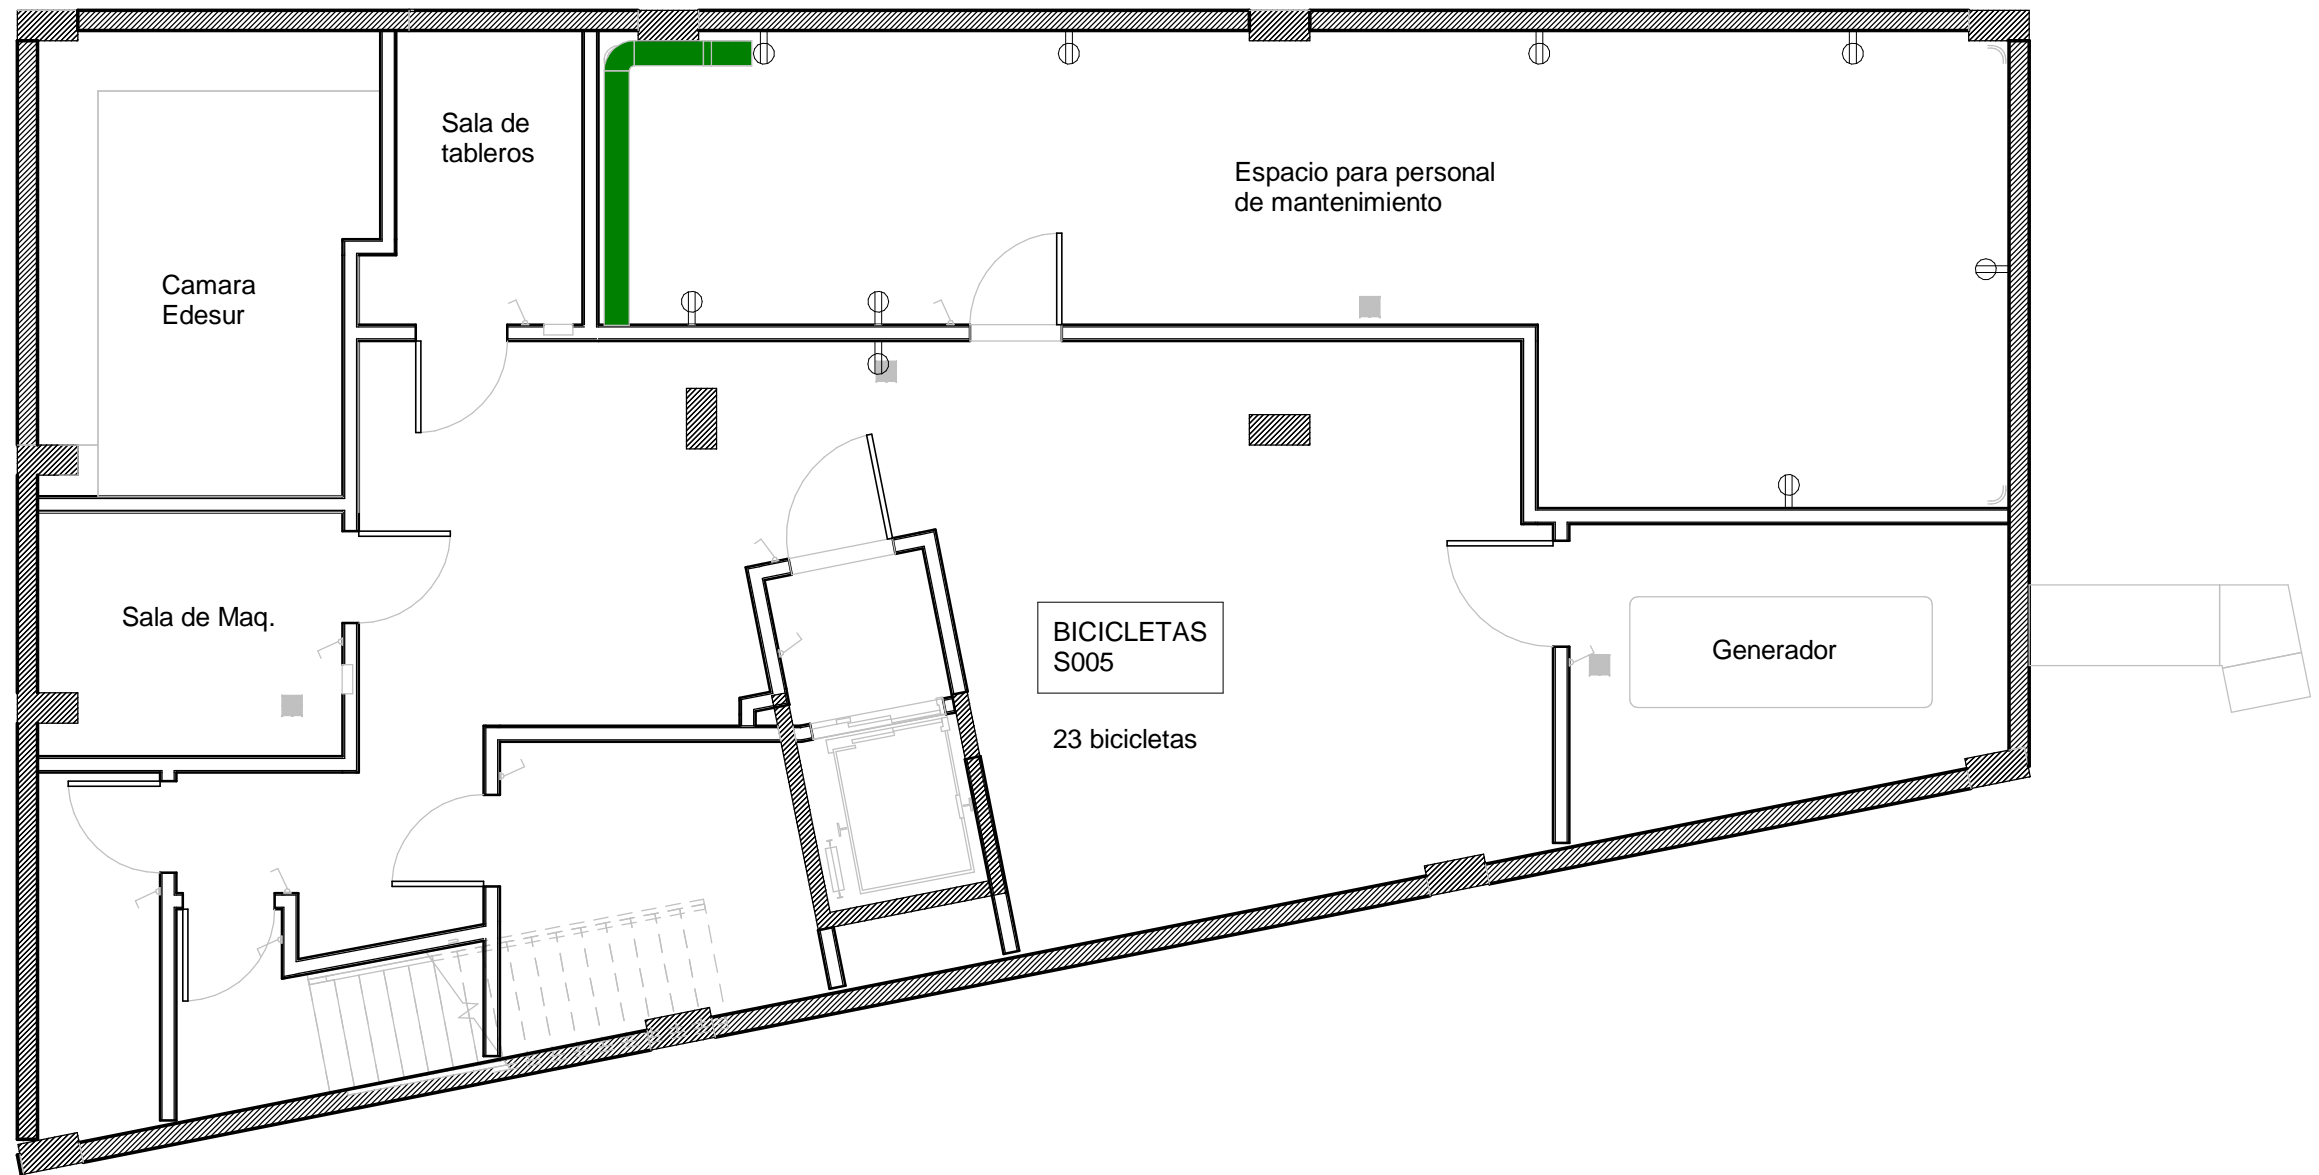 Sala de
tableros
Espacio para personal
de mantenimiento
Camara
Edesur
Sala de Maq.
BICICLETAS
S005
23 bicicletas
Generador